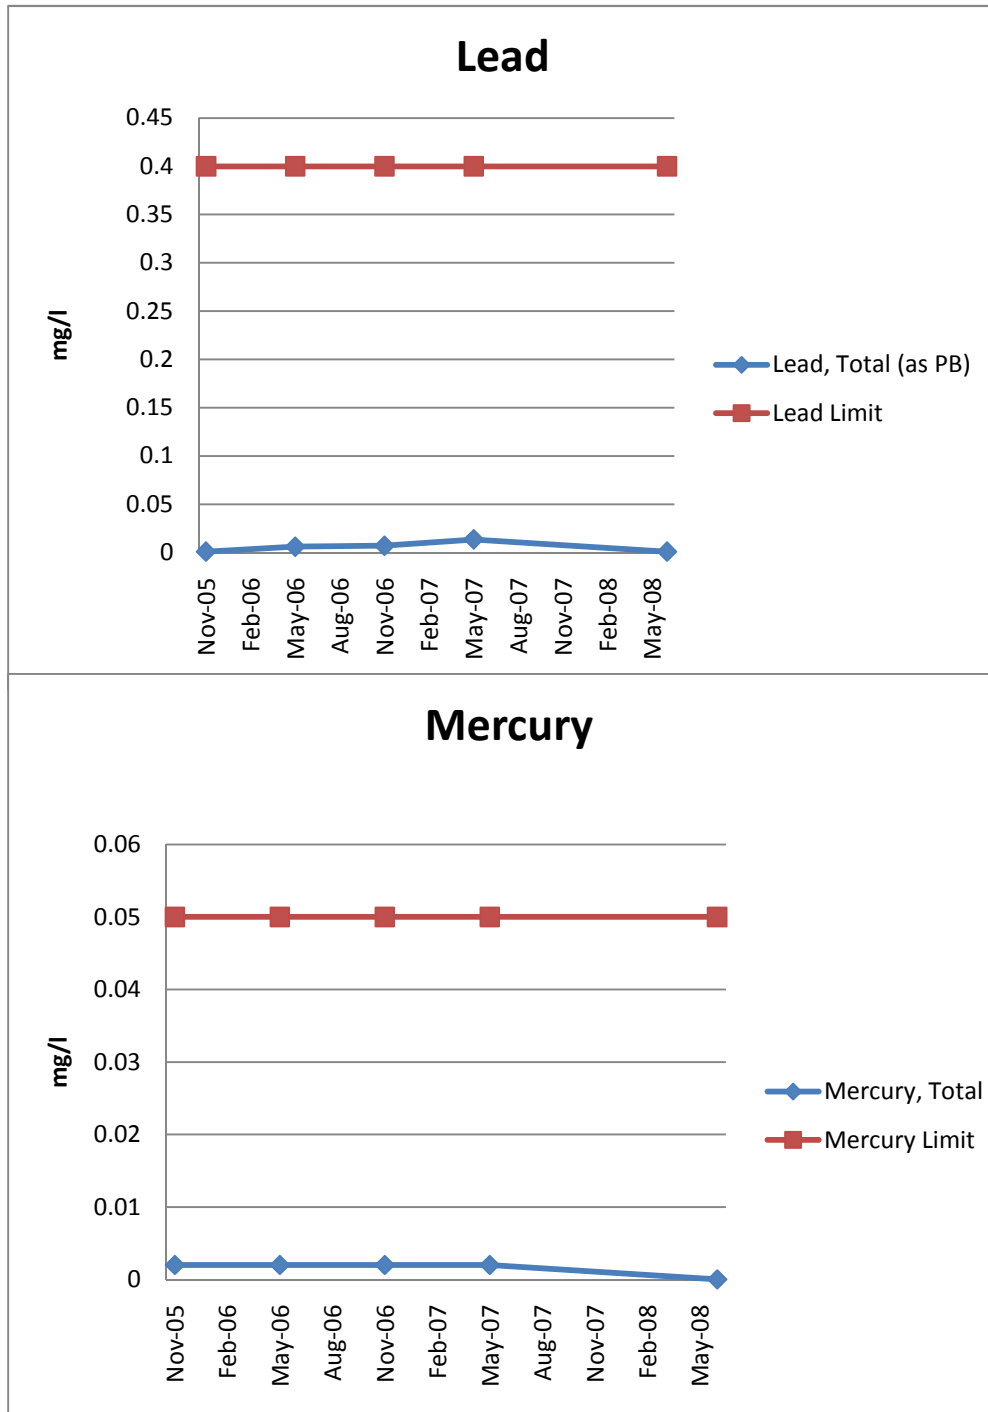 Lead
0.45
0.4
0.35
0.3
0.25
0.2
0.15
0.1
0.05
0
mg/l
Nov-05
Feb-06
May-06
Aug-06
Nov-06
Feb-07
May-07
Aug-07
Nov-07
Feb-08
May-08
Lead, Total (as PB)
Lead Limit
Mercury
0.06
0.05
0.04
0.03
0.02
0.01
0
mg/l
Nov-05
Feb-06
May-06
Aug-06
Nov-06
Feb-07
May-07
Aug-07
Nov-07
Feb-08
May-08
Mercury, Total
Mercury Limit